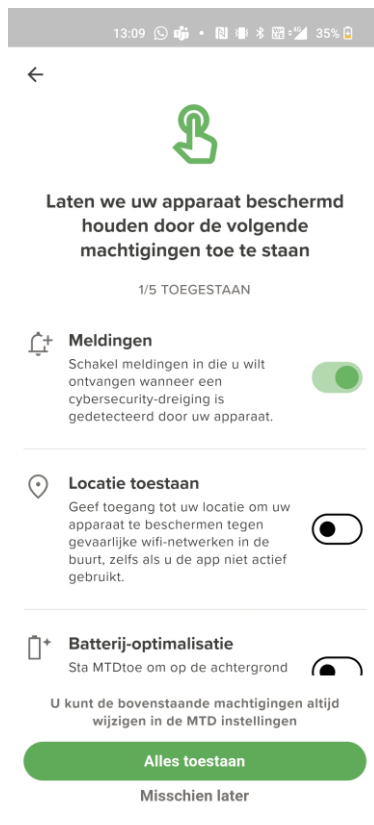 13:09 35%
Laten we uw apparaat beschermd
houden door de volgende
machtigingen toe te staan
1/5 TOEGESTAAN
Meldingen
Schakel meldingen in die u wilt
ontvangen wanneer een
cybersecurity-dreiging is
gedetecteerd door uw apparaat.
Locatie toestaan
Geef toegang tot uw locatie om uw
apparaat te beschermen tegen
gevaarlijke wifi-netwerken in de
buurt, zelfs als u de app niet actief
gebruikt.
Batterij-optimalisatie
Sta MTDtoe om op de achtergrond
U kunt de bovenstaande machtigingen altijd
wijzigen in de MTD instellingen
Alles toestaan
Misschien later